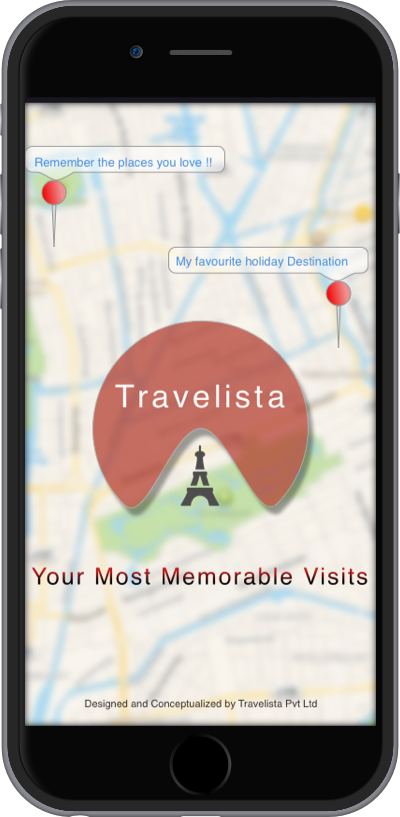 Remember the places you love !!
My favourite holiday Destination
Travelista
Your Most Memorable Visits
Designed and Conceptualized by Travelista Pvt Ltd